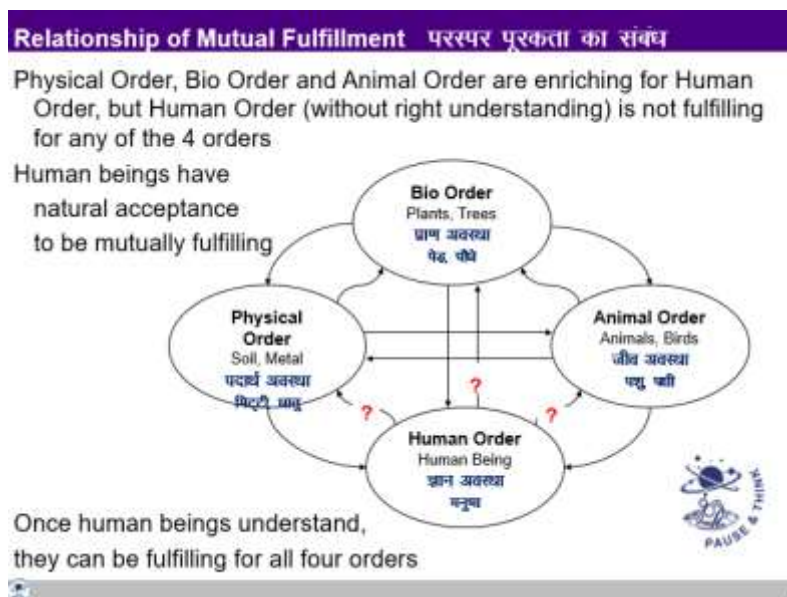 Relationship of Mutual Fulfillment परस्पर पूरकता का संबंध
Physical Order, Bio Order and Animal Order are enriching for Human
Order, but Human Order (without right understanding) is not fulfilling
for any of the 4 orders
Human beings have
natural acceptance
to be mutually fulfilling
Bio Order
Plants, Trees
प्राण अवस्था
पेड़, पौधे
Physical
Order
Soil, Metal
पदार्थ अवस्था
मिट्टी, धातु
Animal Order
Animals, Birds
जीव अवस्था
पशु, पक्षी
?
?
?
Human Order
Human Being
ज्ञान अवस्था
मनुष्य
PAUSE & THINK
Once human beings understand,
they can be fulfilling for all four orders